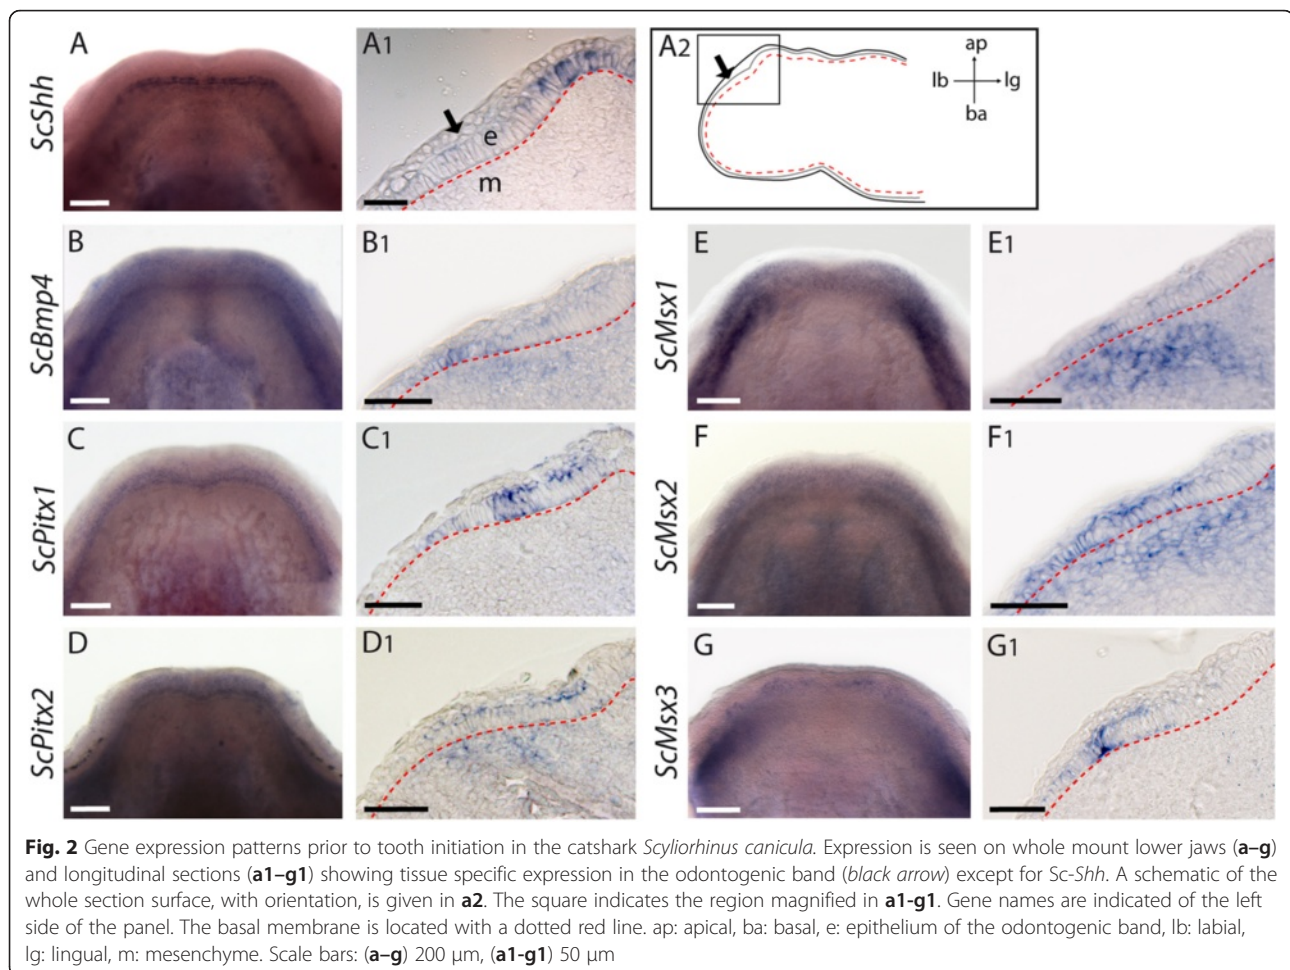 A
A1
A2
ap
lb
lg
ba
e
m
ScShh
B
B1
ScBmp4
E
E1
ScMsx1
C
C1
ScPitx1
F
F1
ScMsx2
D
D1
ScPitx2
G
G1
ScMsx3
Fig. 2 Gene expression patterns prior to tooth initiation in the catshark Scyliorhinus canicula. Expression is seen on whole mount lower jaws (a–g)
and longitudinal sections (a1–g1) showing tissue specific expression in the odontogenic band (black arrow) except for Sc-Shh. A schematic of the
whole section surface, with orientation, is given in a2. The square indicates the region magnified in a1-g1. Gene names are indicated of the left
side of the panel. The basal membrane is located with a dotted red line. ap: apical, ba: basal, e: epithelium of the odontogenic band, lb: labial,
lg: lingual, m: mesenchyme. Scale bars: (a–g) 200 μm, (a1-g1) 50 μm